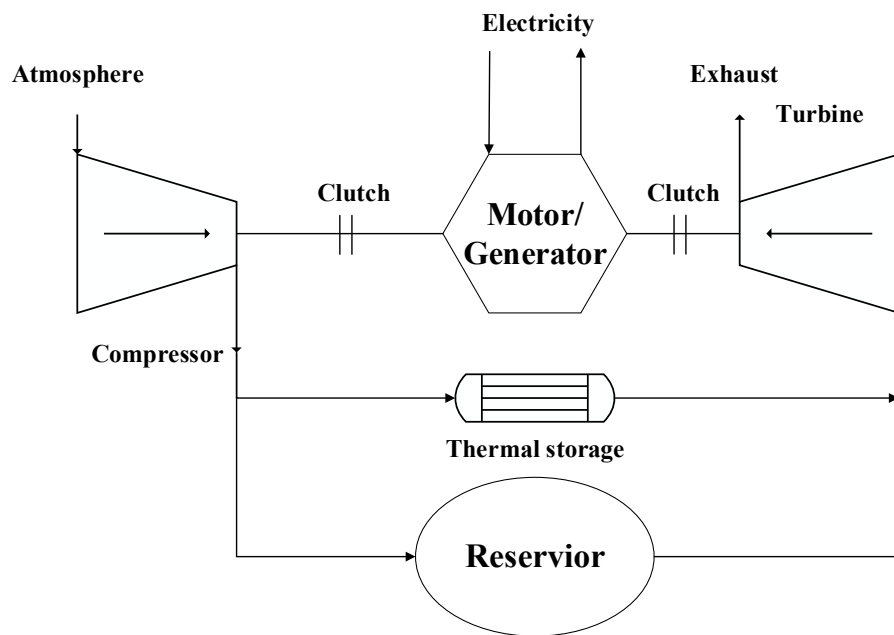 Electricity
Atmosphere
Exhaust
Turbine
Clutch
Clutch
Motor/
Generator
Compressor
Thermal storage
Reservior